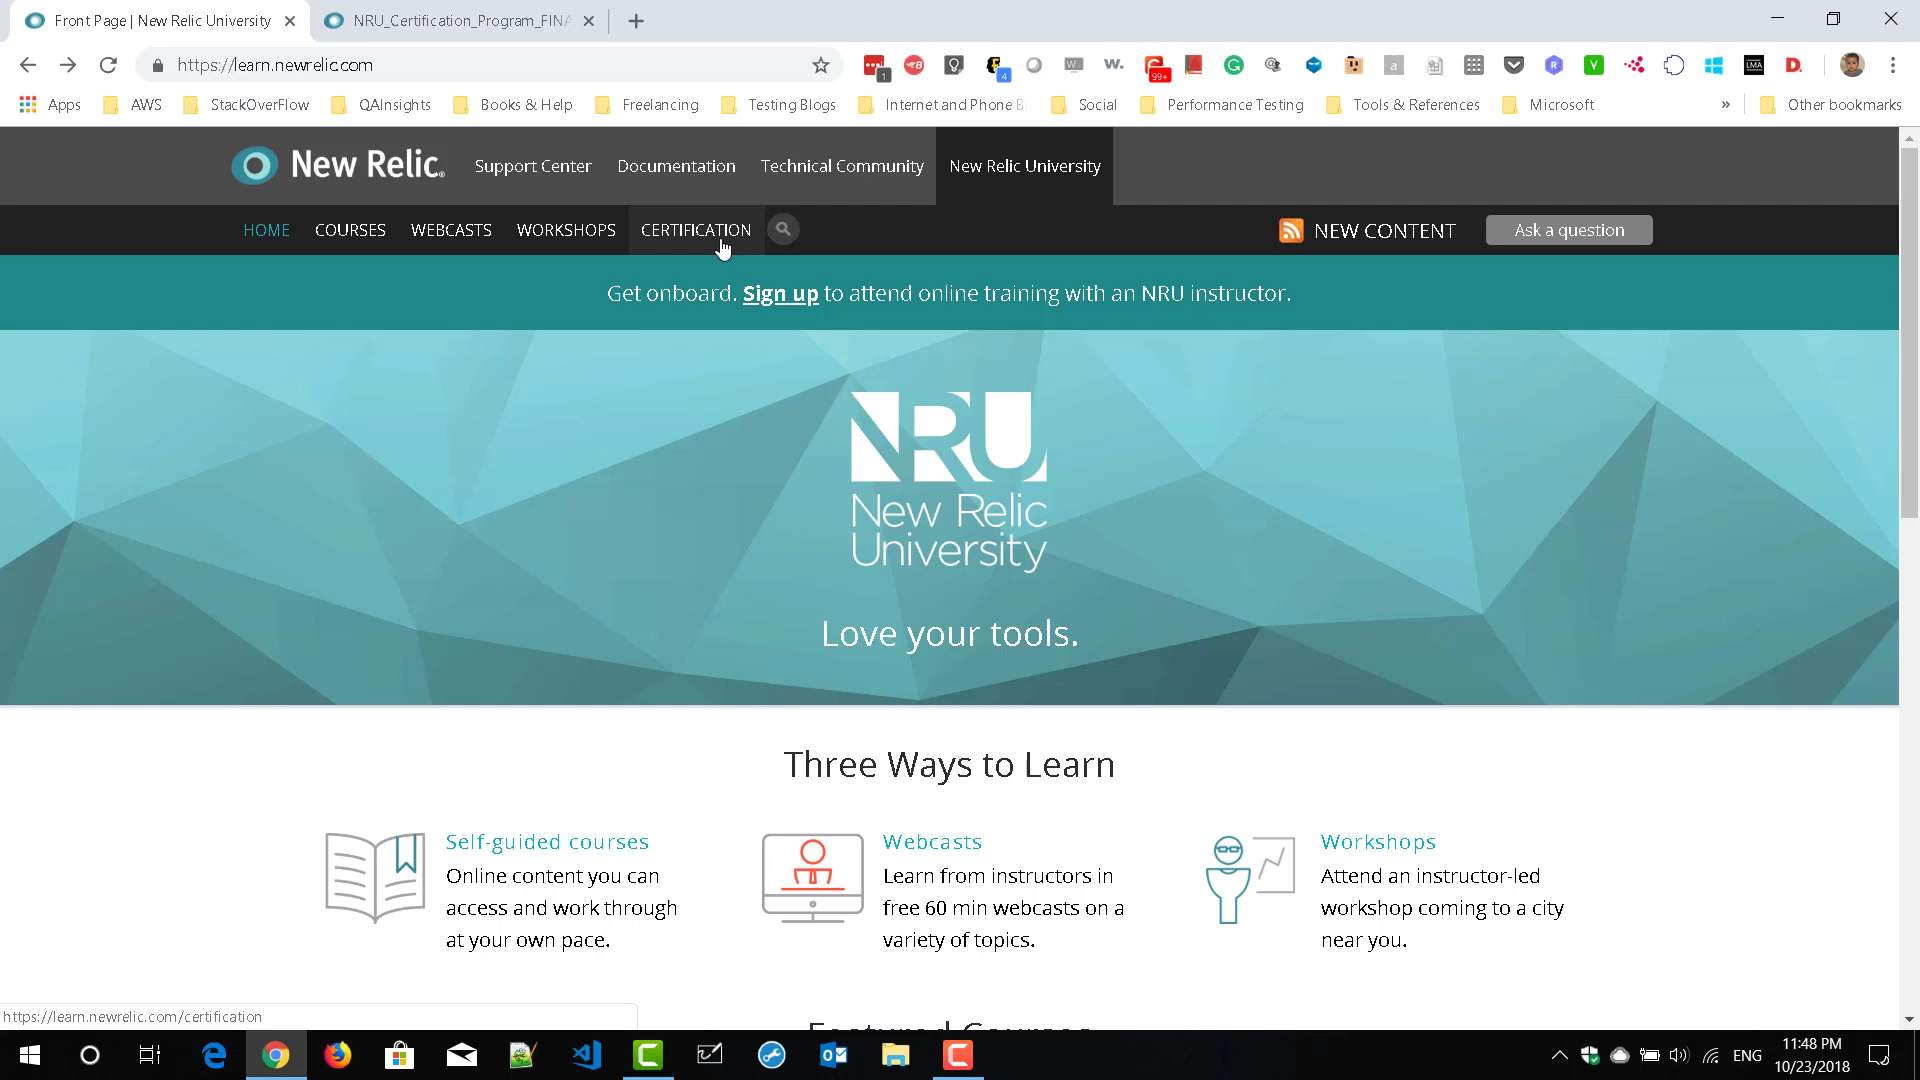 Front Page | New Relic University
NRU_Certification_Program_FINA
https://learn.newrelic.com
1
4
99+
Apps
AWS
StackOverFlow
QAInsights
Books & Help
Freelancing
Testing Blogs
Internet and Phone B
Social
Performance Testing
Tools & References
Microsoft
»
Other bookmarks
New Relic.
Support Center
Documentation
Technical Community
New Relic University
HOME
COURSES
WEBCASTS
WORKSHOPS
CERTIFICATION
NEW CONTENT
Ask a question
Get onboard. Sign up to attend online training with an NRU instructor.
NRU
New Relic
University
Love your tools.
Three Ways to Learn
Self-guided courses
Online content you can
access and work through
at your own pace.
Webcasts
Learn from instructors in
free 60 min webcasts on a
variety of topics.
Workshops
Attend an instructor-led
workshop coming to a city
near you.
Featured Courses
https://learn.newrelic.com/certification
ENG
11:48 PM
10/23/2018